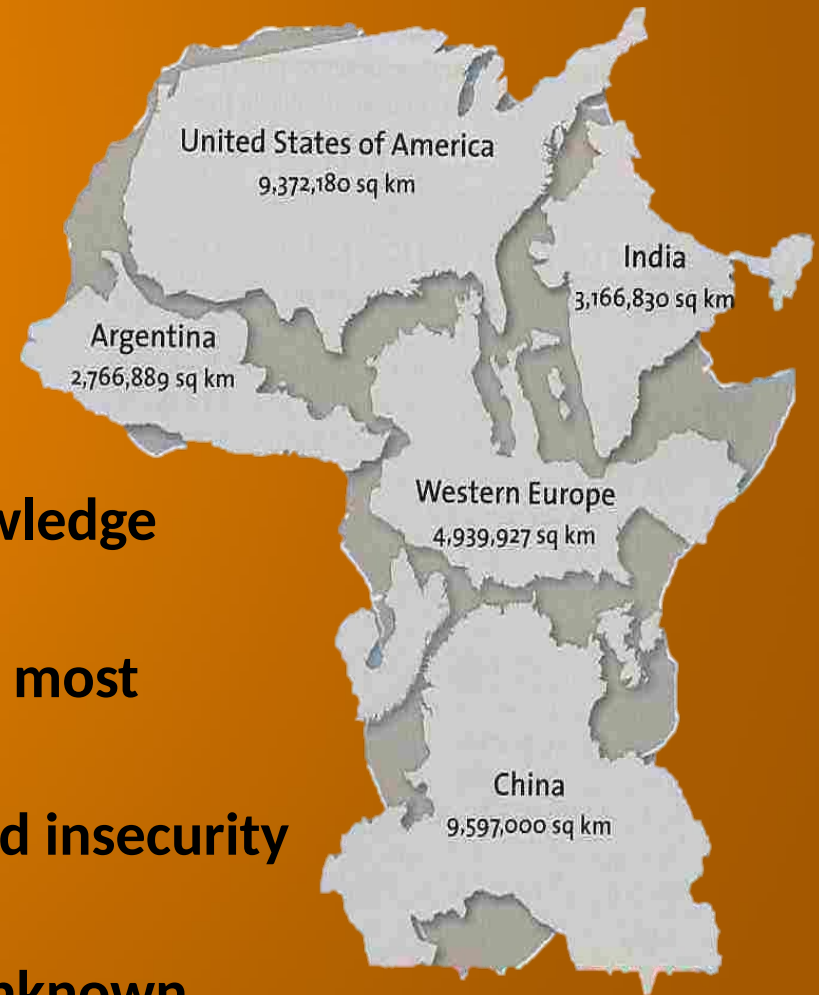 United States of America
9,372,180 sq km
India
3,166,830 sq km
Argentina
2,766,889 sq km
Western Europe
4,939,927 sq km
wledge
most
d insecurity
China
9,597,000 sq km
nknown